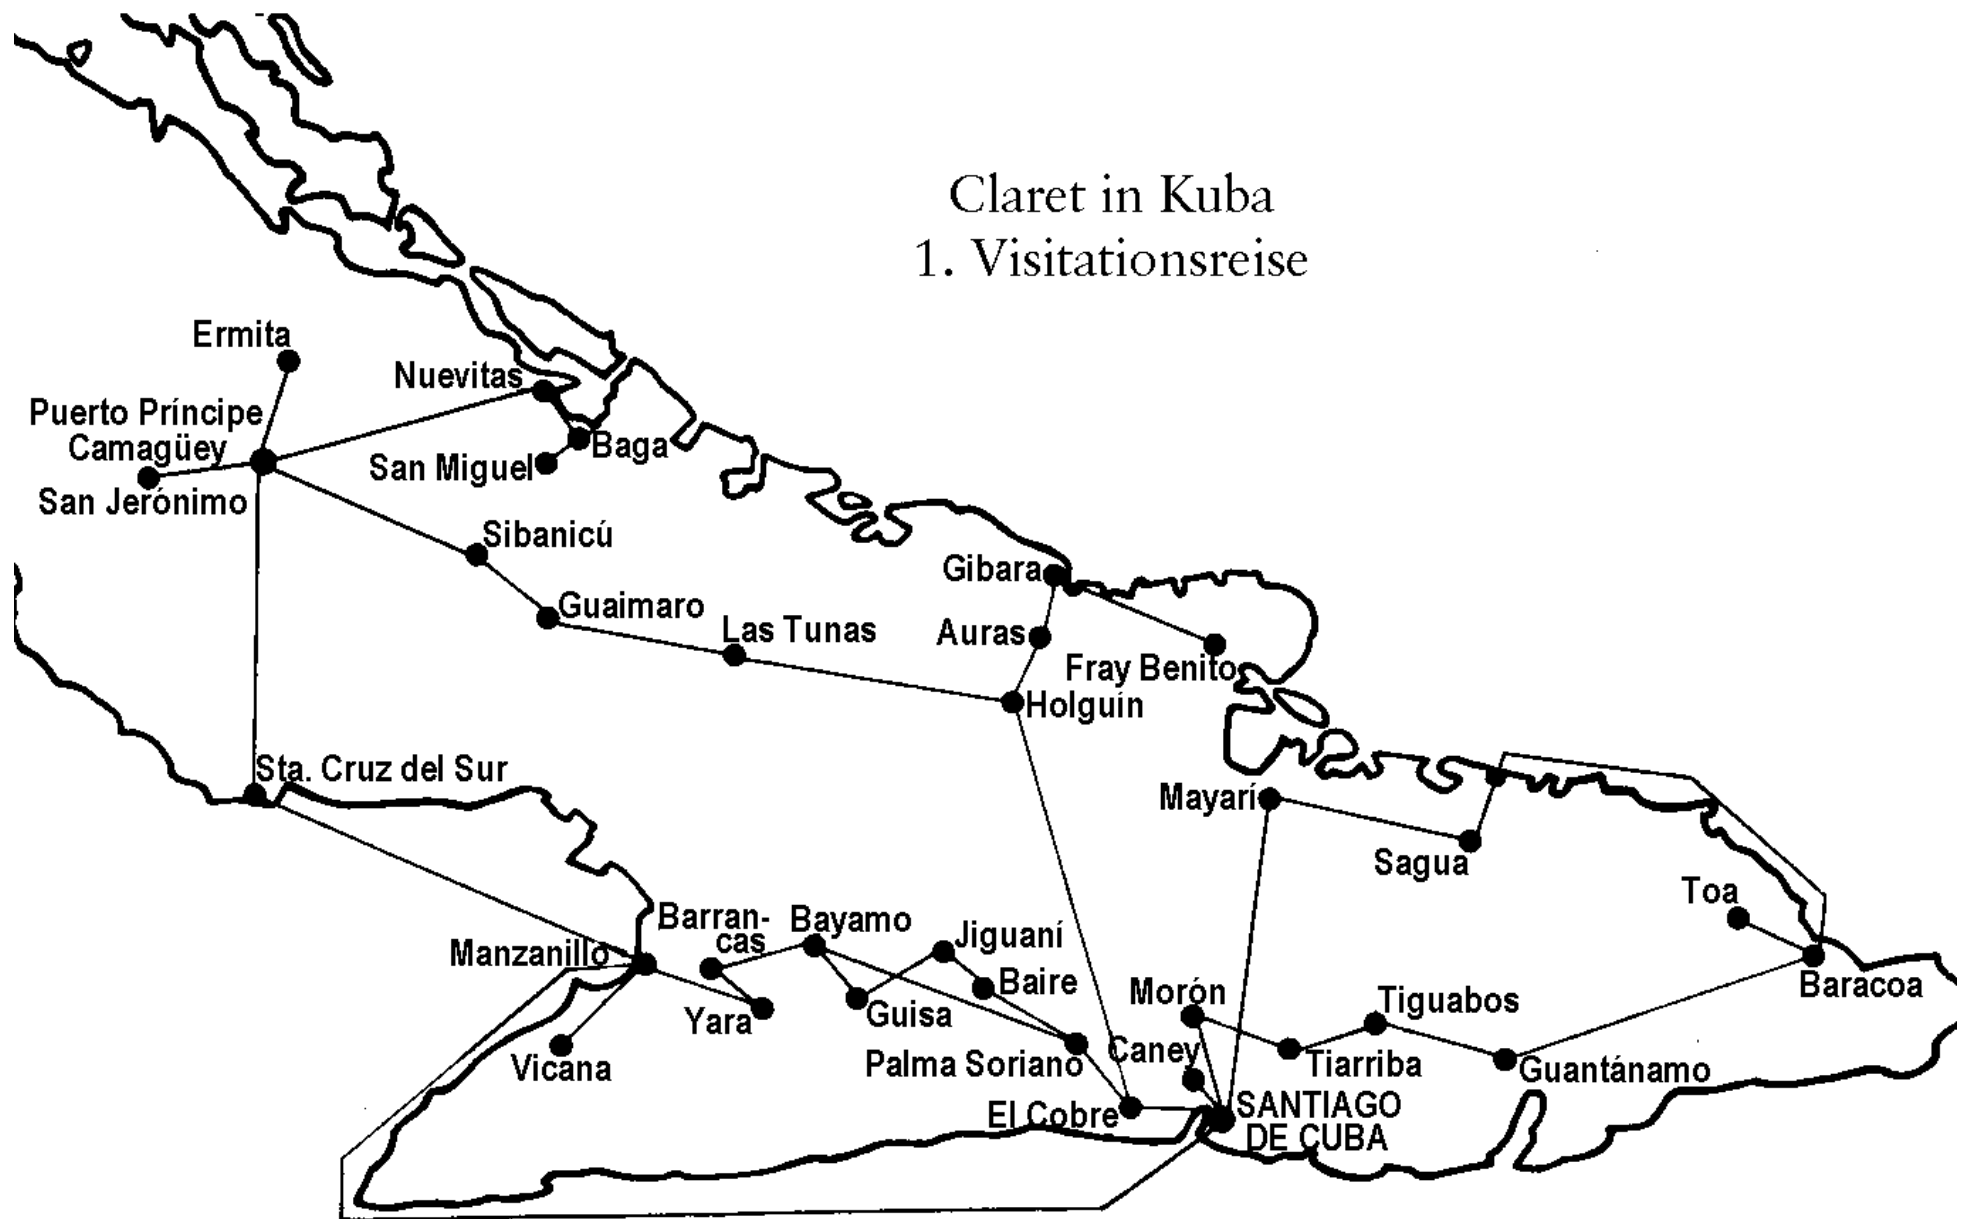 Claret in Kuba
1. Visitationsreise
Ermita
Nuevitas
Puerto Príncipe
Camagüey
Baga
San Miguel
San Jerónimo
Sibanicú
Gibara
Guaimaro
Las Tunas
Auras
Fray Benito
Holguín
Sta. Cruz del Sur
Mayarí
Sagua
Toa
Barran-
cas
Bayamo
Jiguaní
Manzanillo
Baire
Baracoa
Morón
Tiguabos
Yara
Guisa
Caney
Vicana
Palma Soriano
Tiarriba
Guantánamo
El Cobre
SANTIAGO
DE CUBA